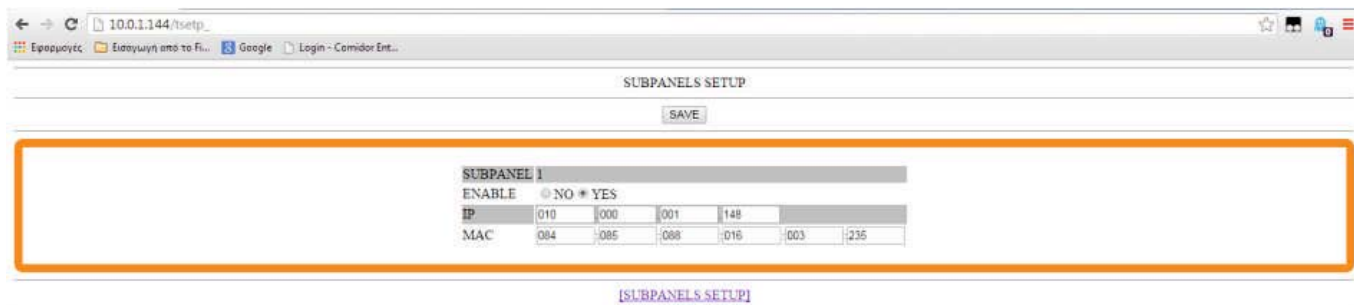 10.0.1.144/tsetp_
Εφαρμογές Εισαγωγή από το Fi... Google Login - Comidor Ent...
SUBPANELS SETUP
SAVE
SUBPANEL 1
ENABLE NO YES
IP 010 000 001 148
MAC 084 085 088 016 003 235
[SUBPANELS SETUP]